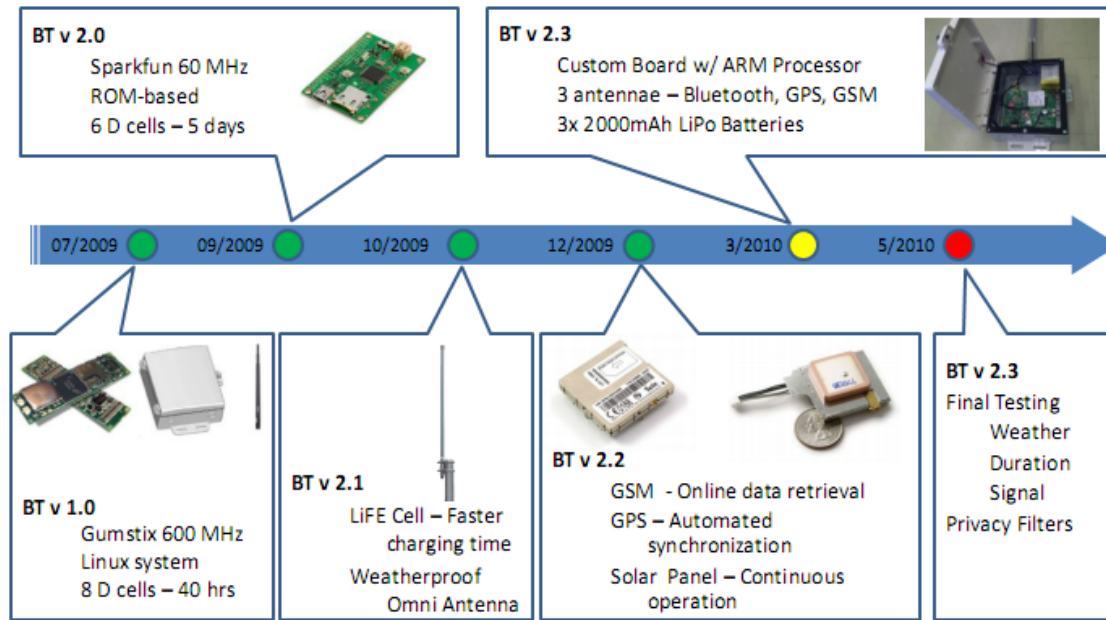 BT v 2.0
Sparkfun 60 MHz
ROM-based
6 D cells – 5 days
BT v 2.3
Custom Board w/ ARM Processor
3 antennae – Bluetooth, GPS, GSM
3x 2000mAh LiPo Batteries
07/2009
09/2009
10/2009
12/2009
3/2010
5/2010
BT v 1.0
Gumstix 600 MHz
Linux system
8 D cells – 40 hrs
BT v 2.1
LiFE Cell – Faster
charging time
Weatherproof
Omni Antenna
BT v 2.2
GSM - Online data retrieval
GPS – Automated
synchronization
Solar Panel – Continuous
operation
BT v 2.3
Final Testing
Weather
Duration
Signal
Privacy Filters